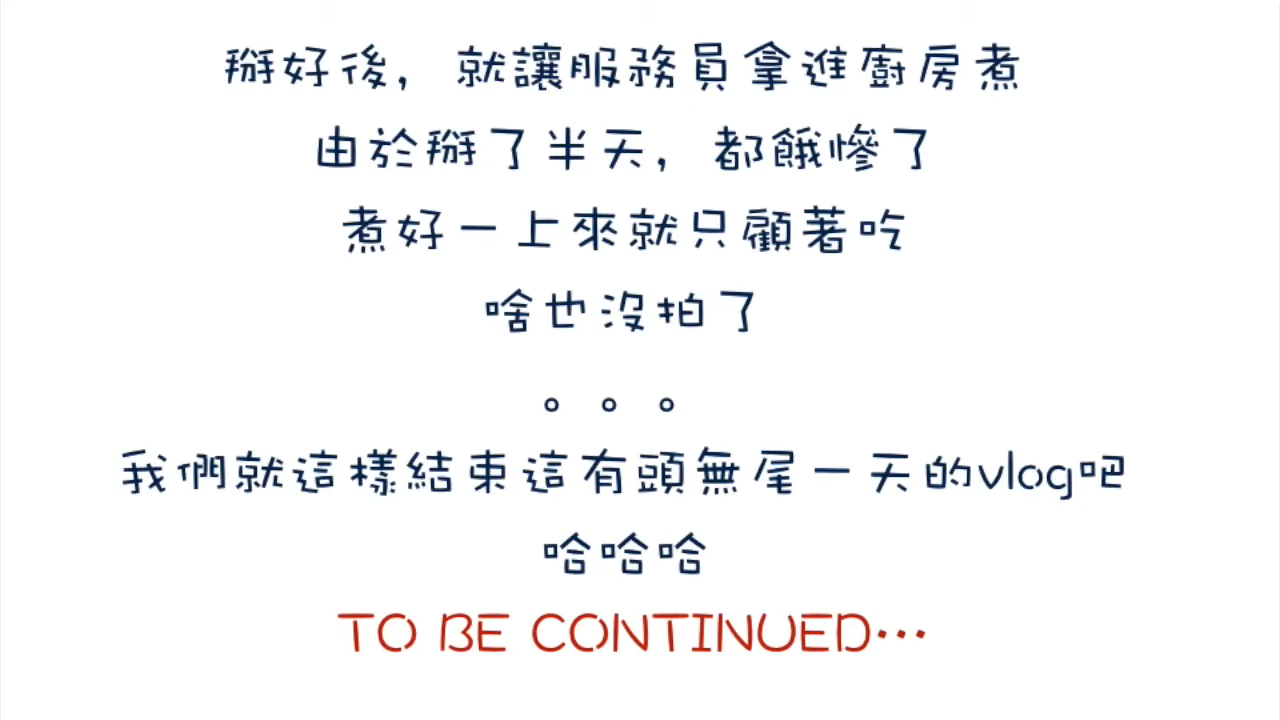 掰好後，就讓服務員拿進廚房煮
由於掰了半天，都餓慘了
煮好一上來就只顧著吃
啥也沒拍了
。。。
我們就這樣結束這有頭無尾一天的vlog吧
哈哈哈
TO BE CONTINUED…